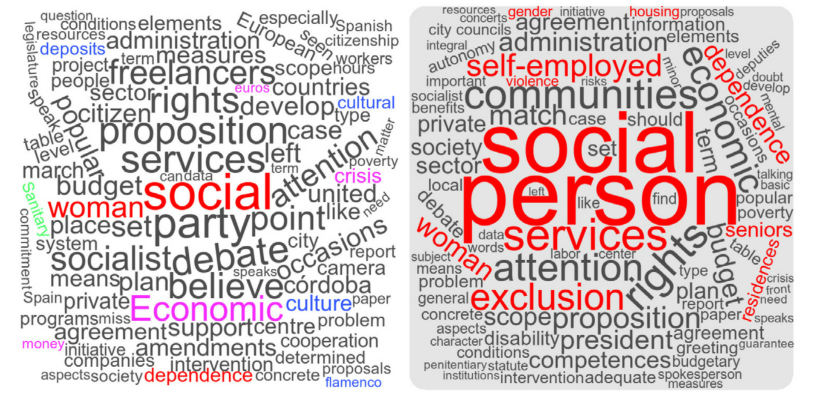 question
conditions
elements
especially
Spanish
European
resources
deposits
administration
seen
citizenship
legislature
project
term
measures
scope
hours
workers
people
freelancers
speak
sector
rights
euros
countries
popular
po
citizen
develop
cultural
type
table
level
proposition
case
matter
march
services
left
attention
poverty
candata
term
crisis
Sanitary
budget
social
united
woman
party
point
like
need
commitment
place
set
system
socialist
debate
city
occasions
report
means
plan
believe
speaks
córdoba
camera
Spain
private
Economic
culture
paper
programs
miss
agreement
support
centre
problem
money
initiative
amendments
cooperation
companies
intervention
determined
aspects
society
dependence
concrete
proposals
flamenco
resources
gender
initiative
housing
proposals
concerts
agreement
information
city councils
elements
integral
autonomy
administration
dependence
level
deputies
self-employed
minor
economic
important
violence
risks
doubt
develop
socialist
benefits
communities
occasions
mental
private
match
case
should
society
social
set
term
sector
talking
basic
local
person
popular
left
like
find
poverty
debate
woman
services
seniors
data
words
rights
budget
table
subject
labor
center
residences
means
attention
type
problem
plan
crisis
front
general
exclusion
report
need
concrete
scope
proposition
paper
speaks
aspects
character
disability
president
agreement
conditions
greeting
guarantee
penitentiary
statute
competences
budgetary
institutions
intervention
adequate
spokesperson
measures